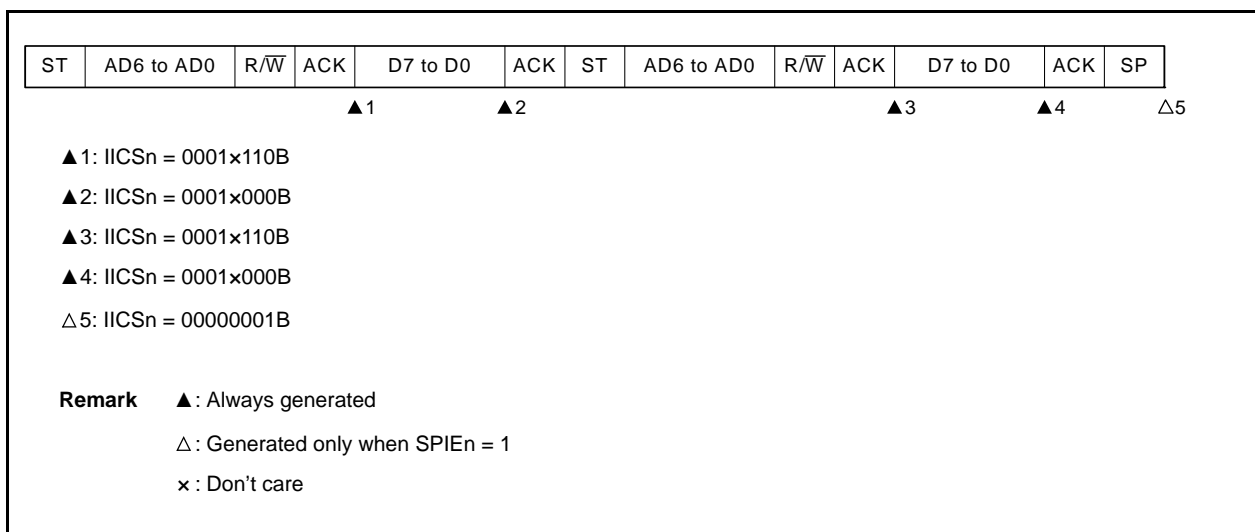 ST AD6 to AD0 R/W̅ ACK D7 to D0 ACK ST AD6 to AD0 R/W̅ ACK D7 to D0 ACK SP
▲1 ▲2 ▲3 ▲4 △5
▲1: IICSn = 0001×110B
▲2: IICSn = 0001×000B
▲3: IICSn = 0001×110B
▲4: IICSn = 0001×000B
△5: IICSn = 00000001B
Remark ▲: Always generated
△: Generated only when SPIEn = 1
×: Don't care